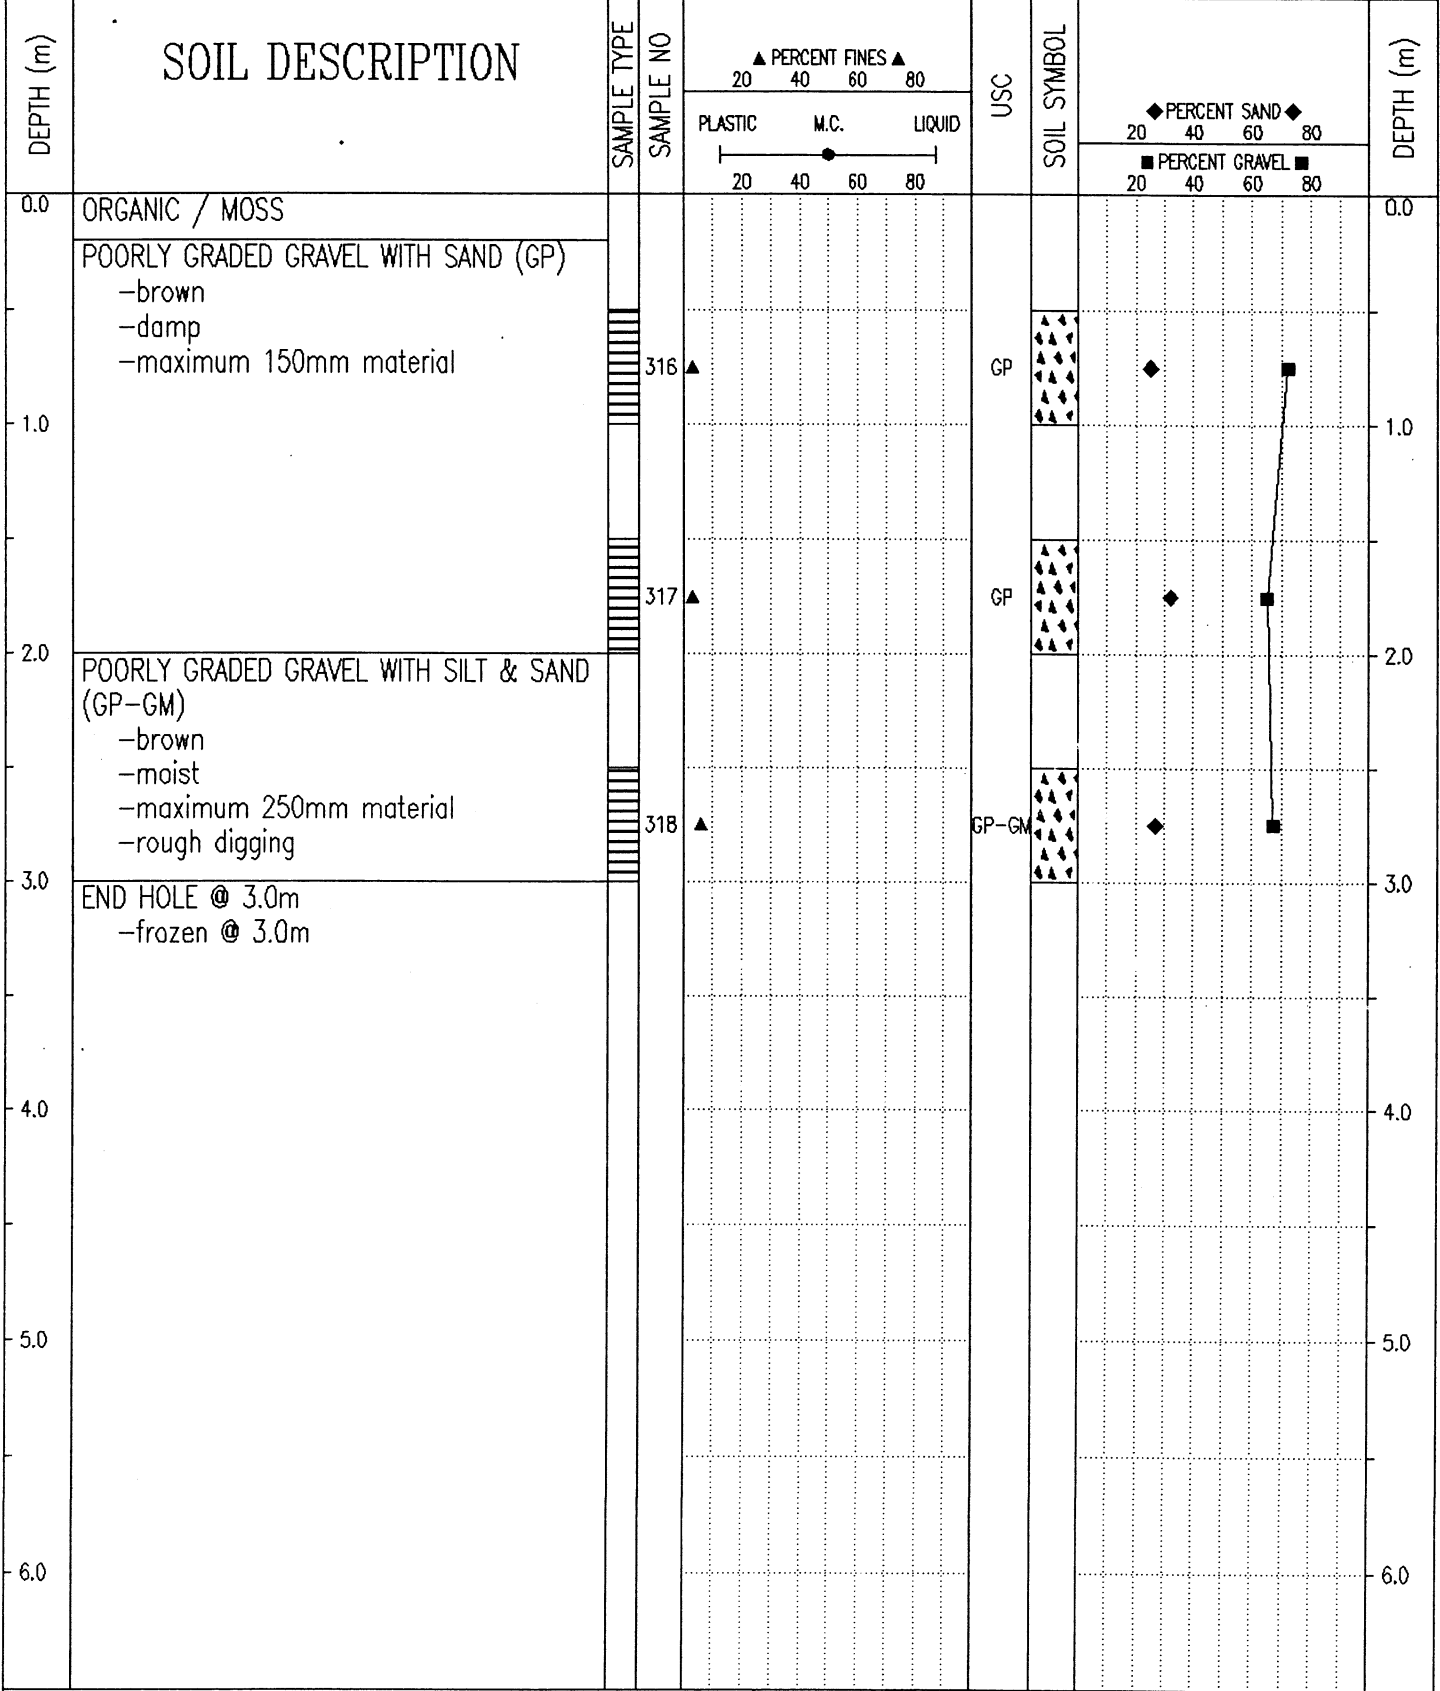 DEPTH (m)
SOIL DESCRIPTION
SAMPLE TYPE
SAMPLE NO
▲ PERCENT FINES ▲
20 40 60 80
PLASTIC M.C. LIQUID
20 40 60 80
USC
SOIL SYMBOL
◆ PERCENT SAND ◆
20 40 60 80
■ PERCENT GRAVEL ■
20 40 60 80
DEPTH (m)
0.0
ORGANIC / MOSS
0.0
POORLY GRADED GRAVEL WITH SAND (GP)
-brown
-damp
-maximum 150mm material
316
GP
1.0
1.0
317
GP
2.0
2.0
POORLY GRADED GRAVEL WITH SILT & SAND
(GP-GM)
-brown
-moist
-maximum 250mm material
318
GP-GM
-rough digging
3.0
3.0
END HOLE @ 3.0m
-frozen @ 3.0m
4.0
4.0
5.0
5.0
6.0
6.0